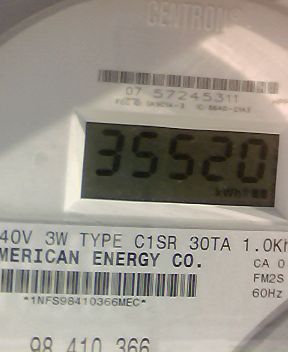 CENTRON®
07 57245311
35520
kWh
40V 3W TYPE C1SR 30TA 1.0Kh
MERICAN ENERGY CO.
CA 0
FM2S
60Hz
*1NFS98410366MEC*
98 410 366